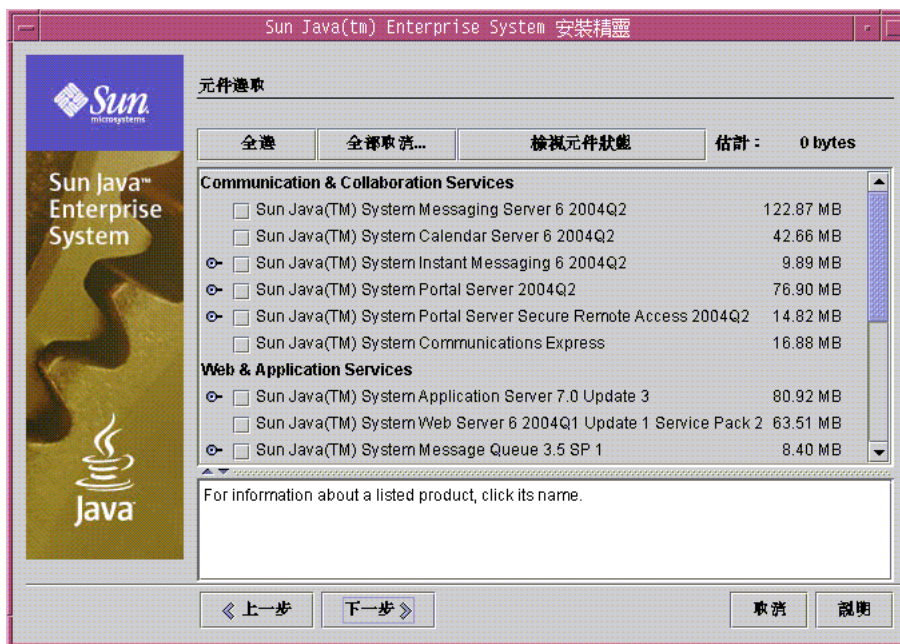 Sun Java(tm) Enterprise System 安裝精靈
Sun
microsystems
Sun Java™
Enterprise
System
Java
元件選取
全選 全部取消... 檢視元件狀態 估計： 0 bytes
Communication & Collaboration Services
Sun Java(TM) System Messaging Server 6 2004Q2 122.87 MB
Sun Java(TM) System Calendar Server 6 2004Q2 42.66 MB
Sun Java(TM) System Instant Messaging 6 2004Q2 9.89 MB
Sun Java(TM) System Portal Server 2004Q2 76.90 MB
Sun Java(TM) System Portal Server Secure Remote Access 2004Q2 14.82 MB
Sun Java(TM) System Communications Express 16.88 MB
Web & Application Services
Sun Java(TM) System Application Server 7.0 Update 3 80.92 MB
Sun Java(TM) System Web Server 6 2004Q1 Update 1 Service Pack 2 63.51 MB
Sun Java(TM) System Message Queue 3.5 SP 1 8.40 MB
For information about a listed product, click its name.
上一步 下一步 取消 說明